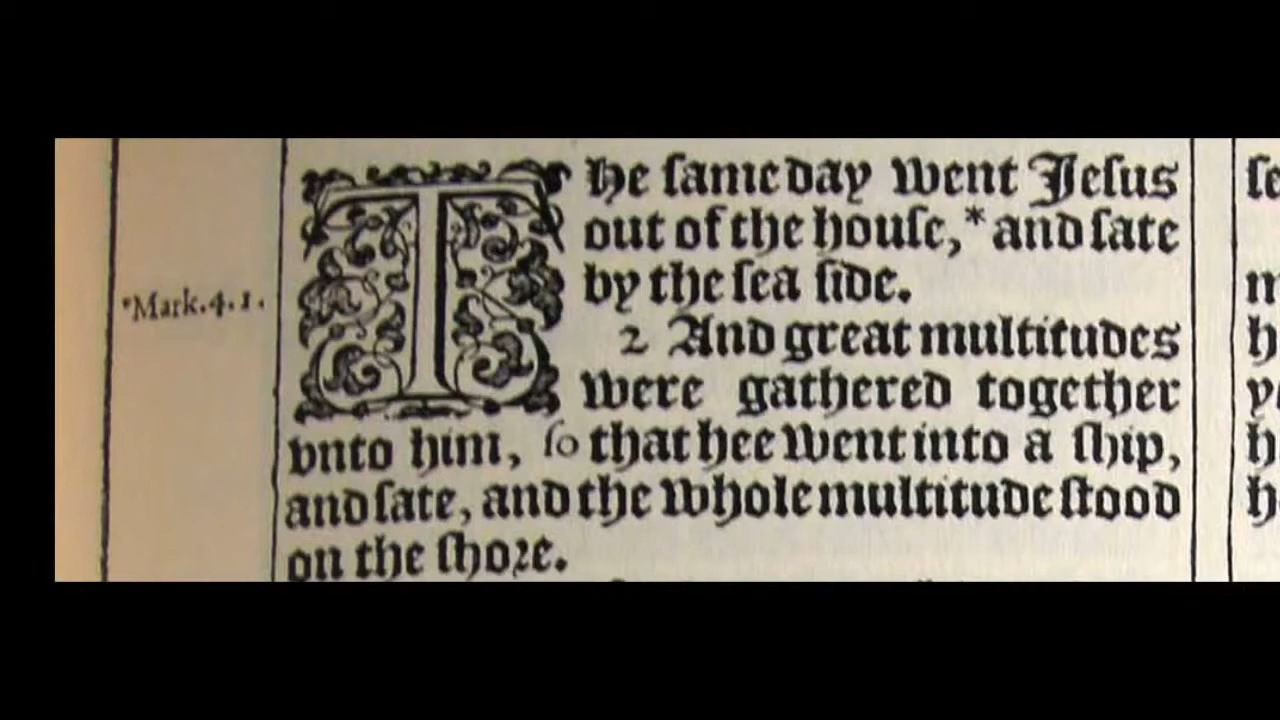 The ſame day went Jeſus
out of the houſe,* and ſate
by the ſea ſide.
*Mark.4.1.
2 And great multitudes
were gathered together
vnto him, ſo that hee went into a ſhip,
and ſate, and the whole multitude ſtood
on the ſhoꝛe.